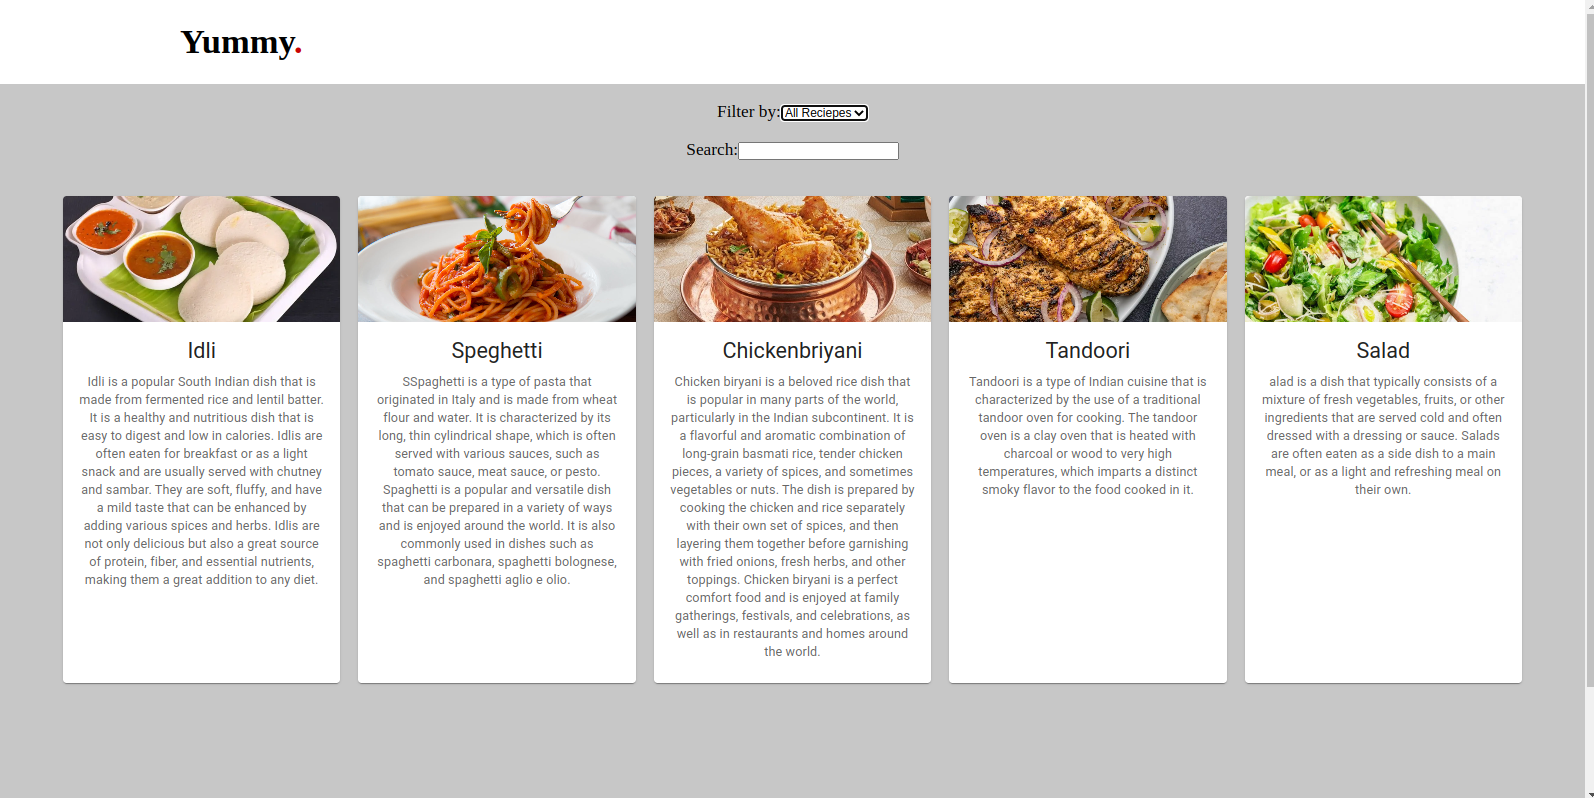 Yummy.
Filter by: All Reciepes
Search:
Idli
Idli is a popular South Indian dish that is
made from fermented rice and lentil batter.
It is a healthy and nutritious dish that is
easy to digest and low in calories. Idlis are
often eaten for breakfast or as a light
snack and are usually served with chutney
and sambar. They are soft, fluffy, and have
a mild taste that can be enhanced by
adding various spices and herbs. Idlis are
not only delicious but also a great source
of protein, fiber, and essential nutrients,
making them a great addition to any diet.
Speghetti
SSpaghetti is a type of pasta that
originated in Italy and is made from wheat
flour and water. It is characterized by its
long, thin cylindrical shape, which is often
served with various sauces, such as
tomato sauce, meat sauce, or pesto.
Spaghetti is a popular and versatile dish
that can be prepared in a variety of ways
and is enjoyed around the world. It is also
commonly used in dishes such as
spaghetti carbonara, spaghetti bolognese,
and spaghetti aglio e olio.
Chickenbriyani
Chicken biryani is a beloved rice dish that
is popular in many parts of the world,
particularly in the Indian subcontinent. It is
a flavorful and aromatic combination of
long-grain basmati rice, tender chicken
pieces, a variety of spices, and sometimes
vegetables or nuts. The dish is prepared by
cooking the chicken and rice separately
with their own set of spices, and then
layering them together before garnishing
with fried onions, fresh herbs, and other
toppings. Chicken biryani is a perfect
comfort food and is enjoyed at family
gatherings, festivals, and celebrations, as
well as in restaurants and homes around
the world.
Tandoori
Tandoori is a type of Indian cuisine that is
characterized by the use of a traditional
tandoor oven for cooking. The tandoor
oven is a clay oven that is heated with
charcoal or wood to very high
temperatures, which imparts a distinct
smoky flavor to the food cooked in it.
Salad
alad is a dish that typically consists of a
mixture of fresh vegetables, fruits, or other
ingredients that are served cold and often
dressed with a dressing or sauce. Salads
are often eaten as a side dish to a main
meal, or as a light and refreshing meal on
their own.